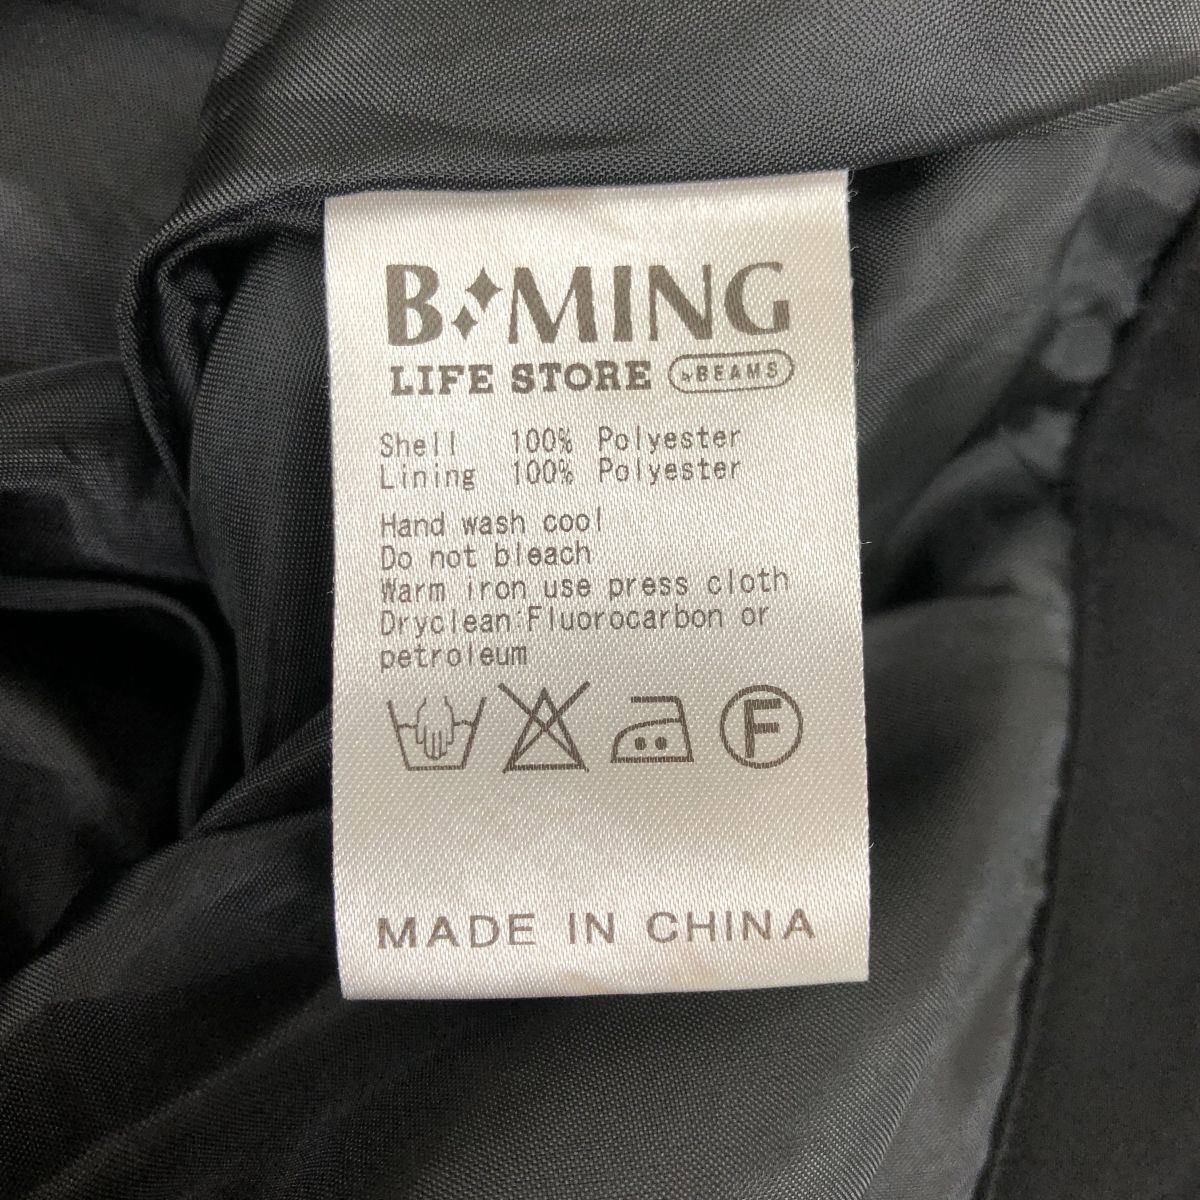 B MING
LIFE STORE by BEAMS
Shell 100% Polyester
Lining 100% Polyester
Hand wash cool
Do not bleach
Warm iron use press cloth
Dryclean:Fluorocarbon or
petroleum
F
MADE IN CHINA